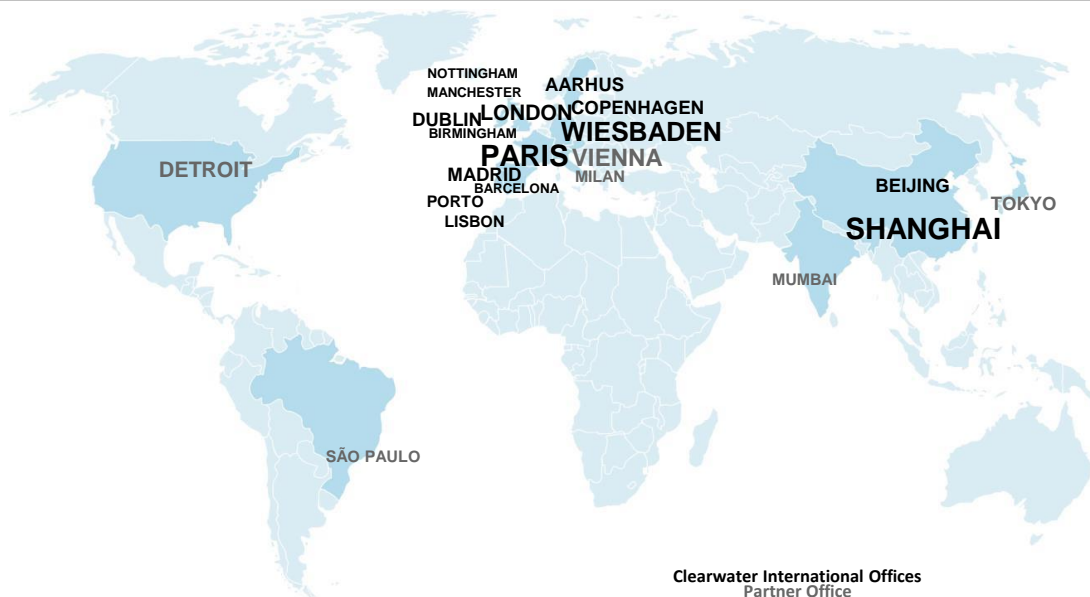 NOTTINGHAM
AARHUS
MANCHESTER
COPENHAGEN
LONDON
DUBLIN
WIESBADEN
BIRMINGHAM
PARIS
VIENNA
DETROIT
MADRID
MILAN
BARCELONA
BEIJING
PORTO
TOKYO
LISBON
SHANGHAI
MUMBAI
SÃO PAULO
Clearwater International Offices
Partner Office